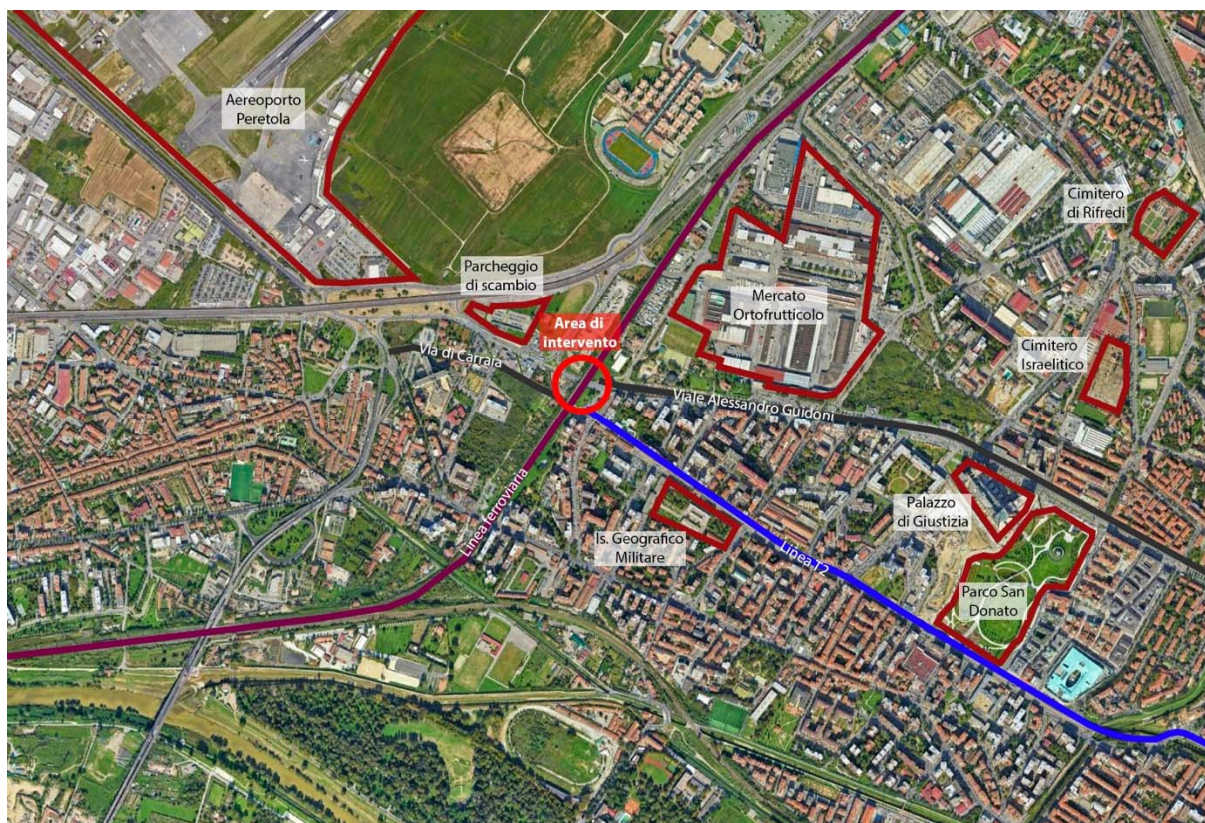 Aereoporto
Peretola
Parcheggio
di scambio
Area di
intervento
Mercato
Ortofrutticolo
Cimitero
di Rifredi
Cimitero
Israelitico
Via di Carraia
Viale Alessandro Guidoni
Linea ferroviaria
Is. Geografico
Militare
Linea T2
Palazzo
di Giustizia
Parco San
Donato